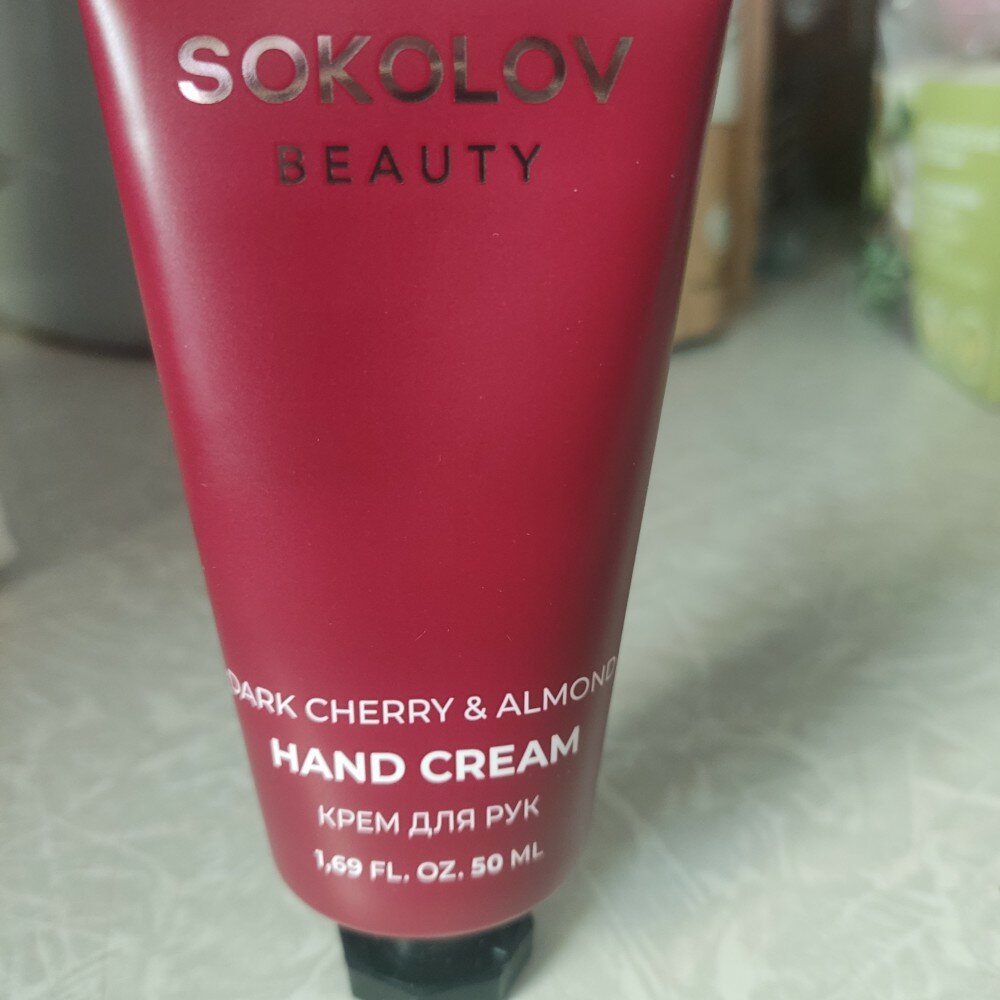 SOKOLOV
BEAUTY
DARK CHERRY & ALMOND
HAND CREAM
КРЕМ ДЛЯ РУК
1,69 FL. OZ. 50 ML